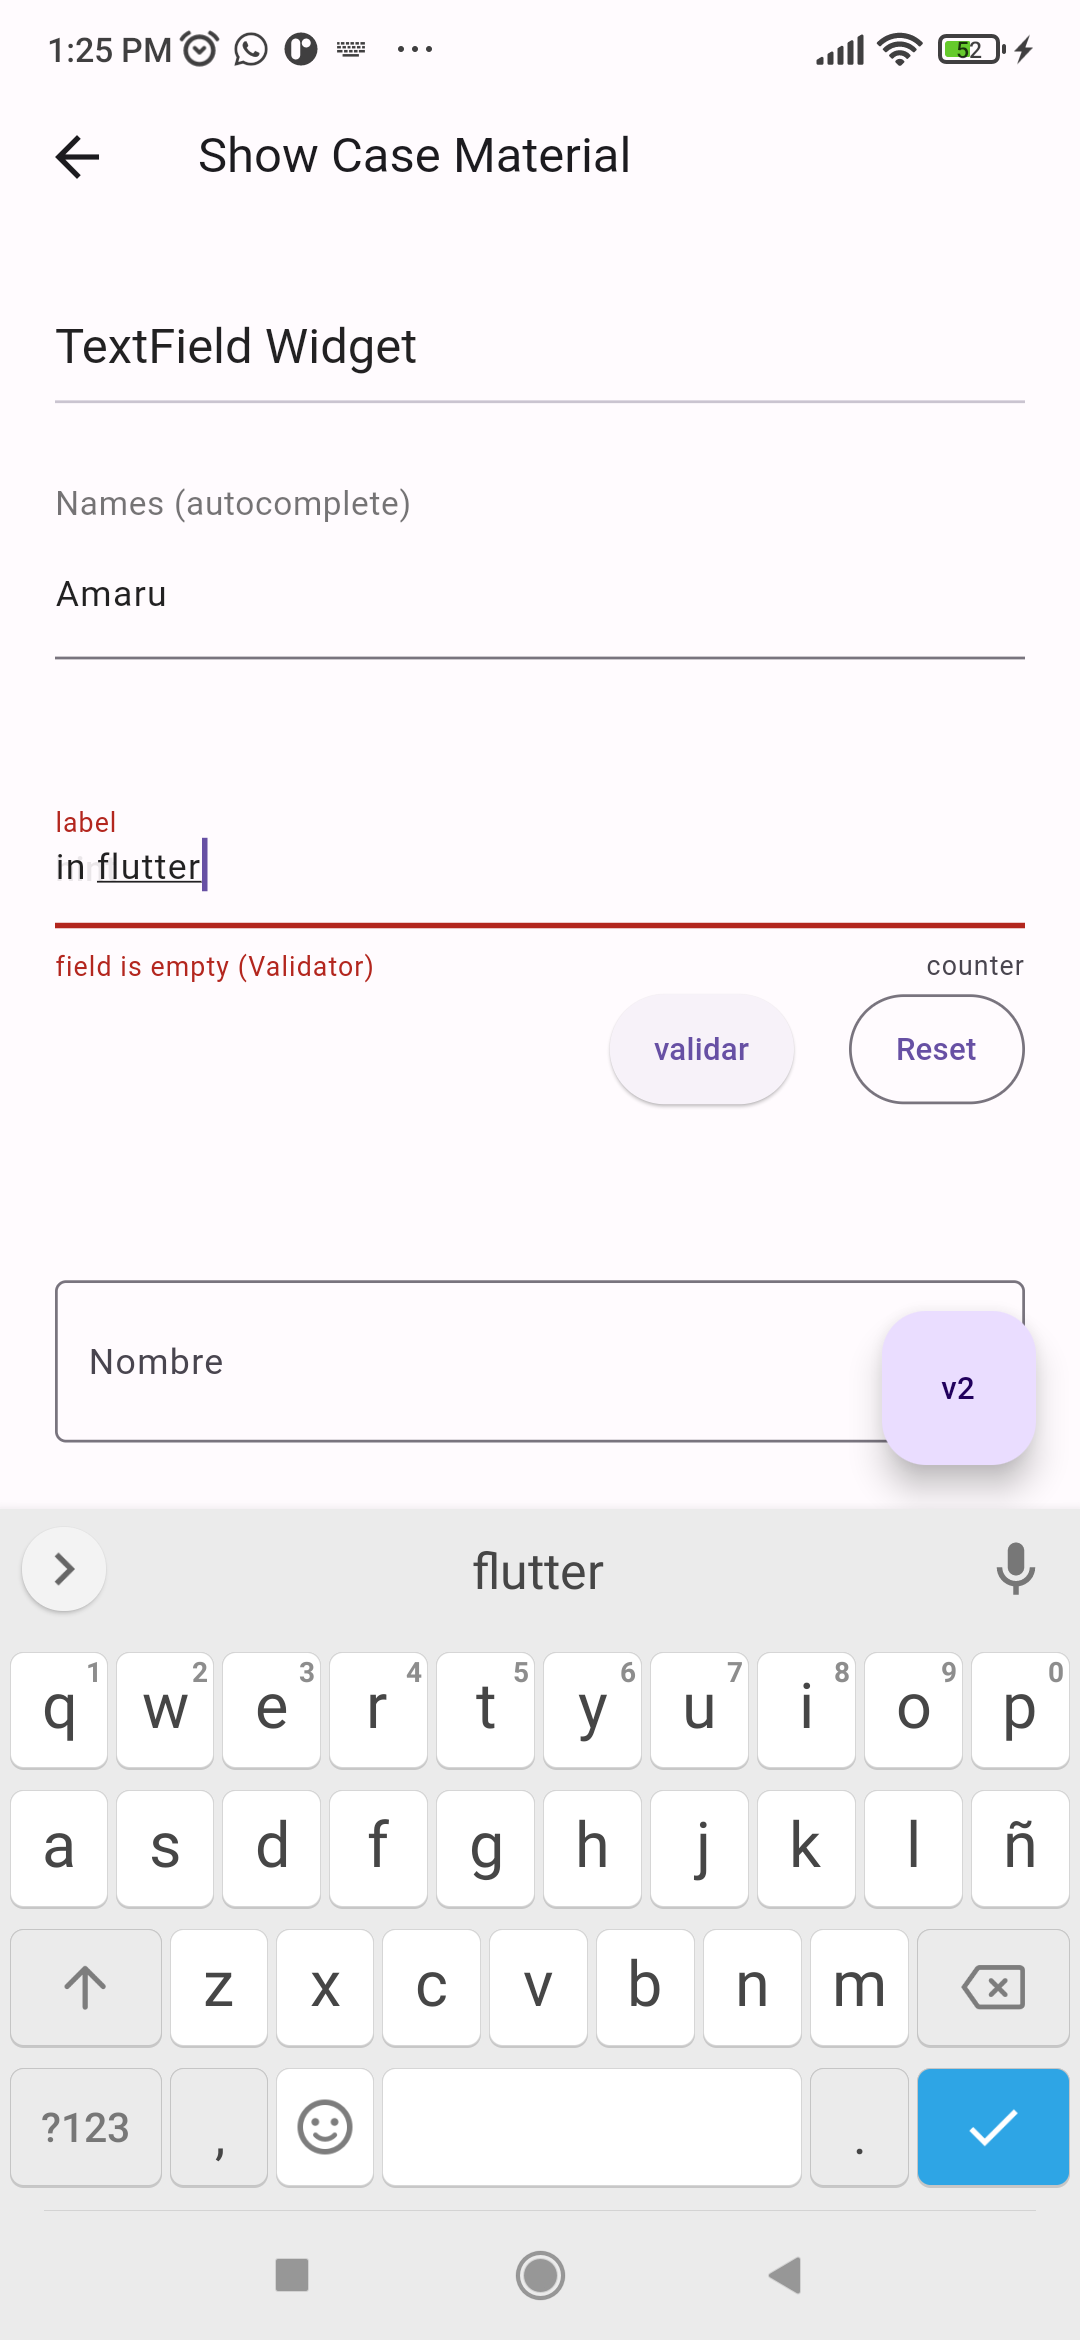 1:25 PM 52
Show Case Material
TextField Widget
Names (autocomplete)
Amaru
label
in flutter
field is empty (Validator) counter
validar Reset
Nombre
v2
flutter
1 2 3 4 5 6 7 8 9 0
q w e r t y u i o p
a s d f g h j k l ñ
z x c v b n m
?123 , .